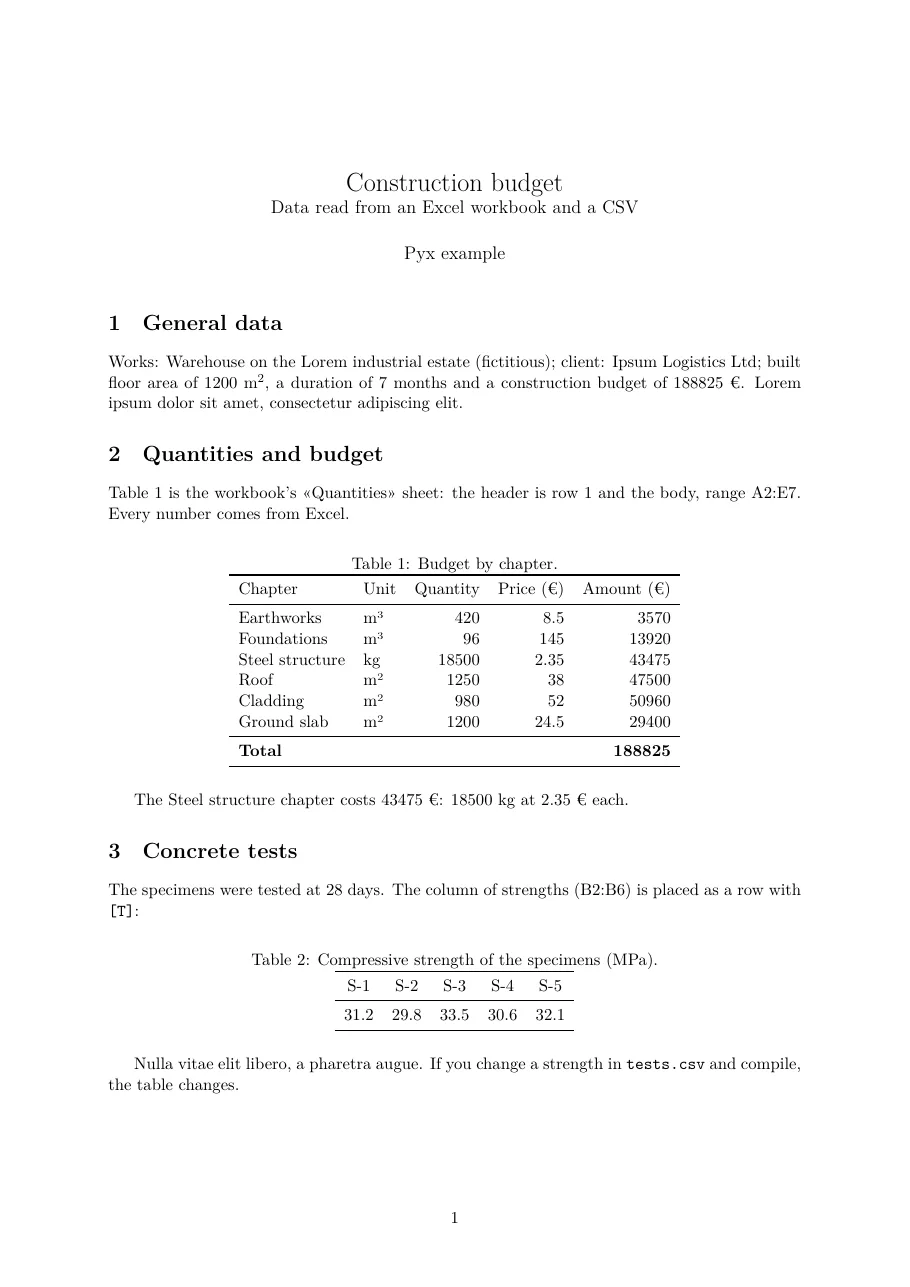 Construction budget
Data read from an Excel workbook and a CSV
Pyx example
1 General data
Works: Warehouse on the Lorem industrial estate (fictitious); client: Ipsum Logistics Ltd; built
floor area of 1200 m², a duration of 7 months and a construction budget of 188825 €. Lorem
ipsum dolor sit amet, consectetur adipiscing elit.
2 Quantities and budget
Table 1 is the workbook’s «Quantities» sheet: the header is row 1 and the body, range A2:E7.
Every number comes from Excel.
Table 1: Budget by chapter.
Chapter Unit Quantity Price (€) Amount (€)
Earthworks m³ 420 8.5 3570
Foundations m³ 96 145 13920
Steel structure kg 18500 2.35 43475
Roof m² 1250 38 47500
Cladding m² 980 52 50960
Ground slab m² 1200 24.5 29400
Total 188825
The Steel structure chapter costs 43475 €: 18500 kg at 2.35 € each.
3 Concrete tests
The specimens were tested at 28 days. The column of strengths (B2:B6) is placed as a row with
[T]:
Table 2: Compressive strength of the specimens (MPa).
S-1 S-2 S-3 S-4 S-5
31.2 29.8 33.5 30.6 32.1
Nulla vitae elit libero, a pharetra augue. If you change a strength in tests.csv and compile,
the table changes.
1